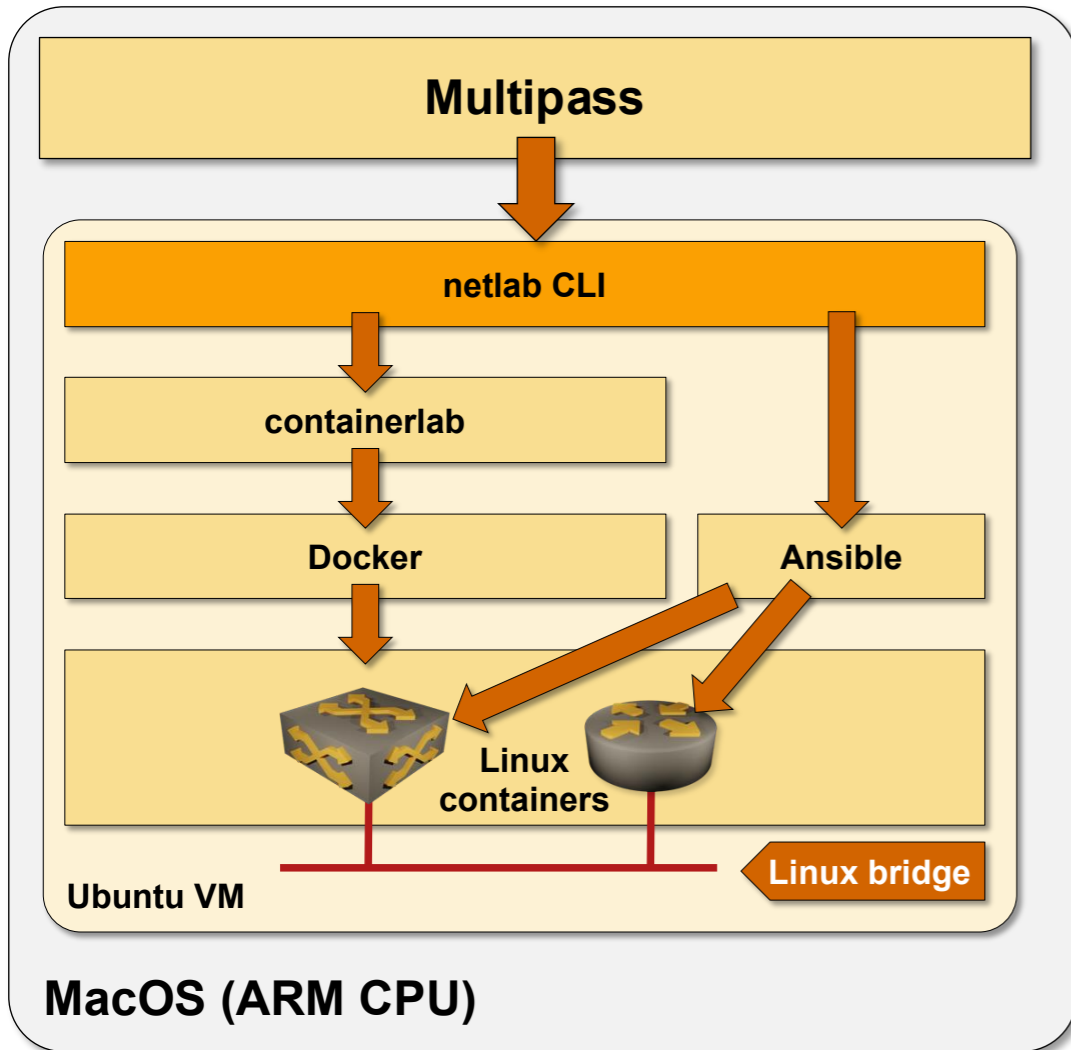 Multipass
netlab CLI
containerlab
Docker
Ansible
Linux
containers
Linux bridge
Ubuntu VM
MacOS (ARM CPU)